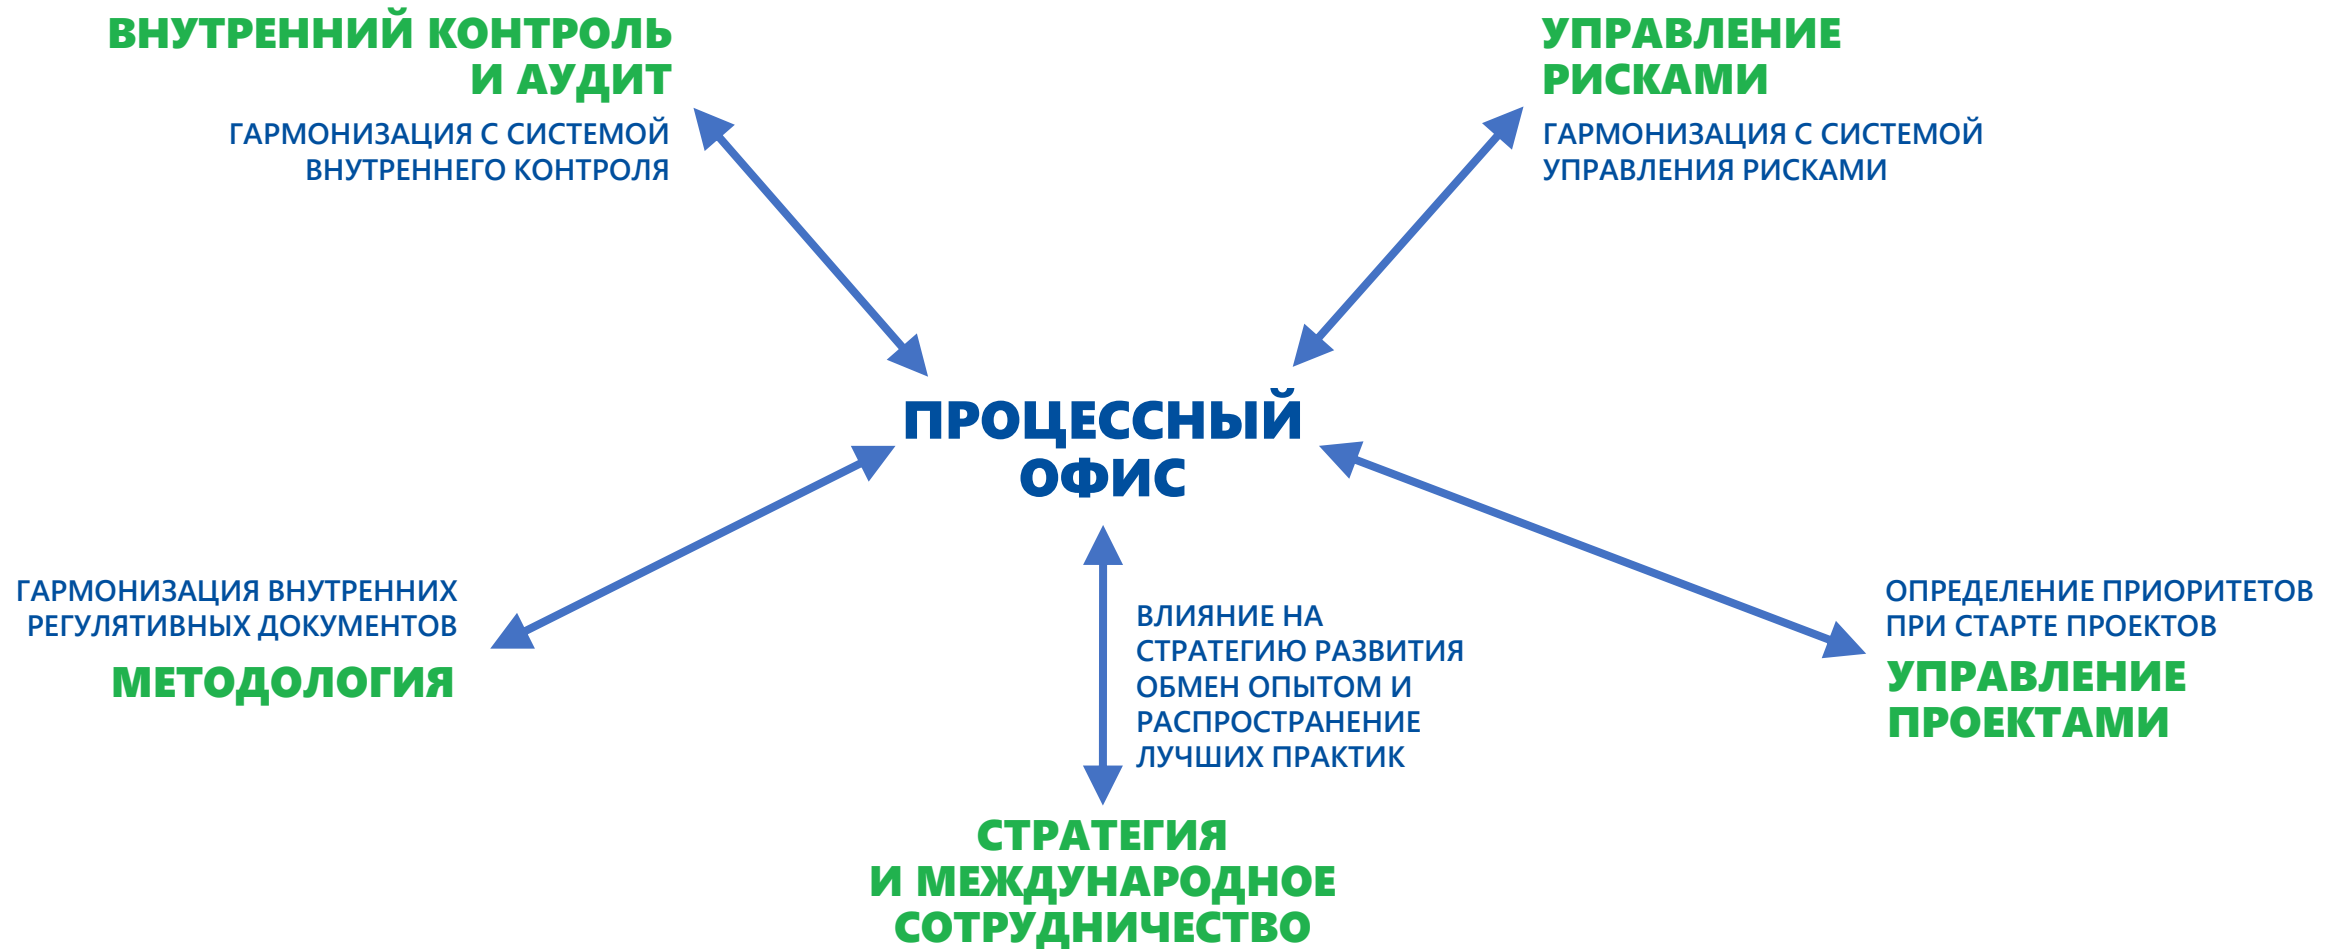 ВНУТРЕННИЙ КОНТРОЛЬ
И АУДИТ
ГАРМОНИЗАЦИЯ С СИСТЕМОЙ
ВНУТРЕННЕГО КОНТРОЛЯ
УПРАВЛЕНИЕ
РИСКАМИ
ГАРМОНИЗАЦИЯ С СИСТЕМОЙ
УПРАВЛЕНИЯ РИСКАМИ
ПРОЦЕССНЫЙ
ОФИС
ГАРМОНИЗАЦИЯ ВНУТРЕННИХ
РЕГУЛЯТИВНЫХ ДОКУМЕНТОВ
МЕТОДОЛОГИЯ
ВЛИЯНИЕ НА
СТРАТЕГИЮ РАЗВИТИЯ
ОБМЕН ОПЫТОМ И
РАСПРОСТРАНЕНИЕ
ЛУЧШИХ ПРАКТИК
СТРАТЕГИЯ
И МЕЖДУНАРОДНОЕ
СОТРУДНИЧЕСТВО
ОПРЕДЕЛЕНИЕ ПРИОРИТЕТОВ
ПРИ СТАРТЕ ПРОЕКТОВ
УПРАВЛЕНИЕ
ПРОЕКТАМИ